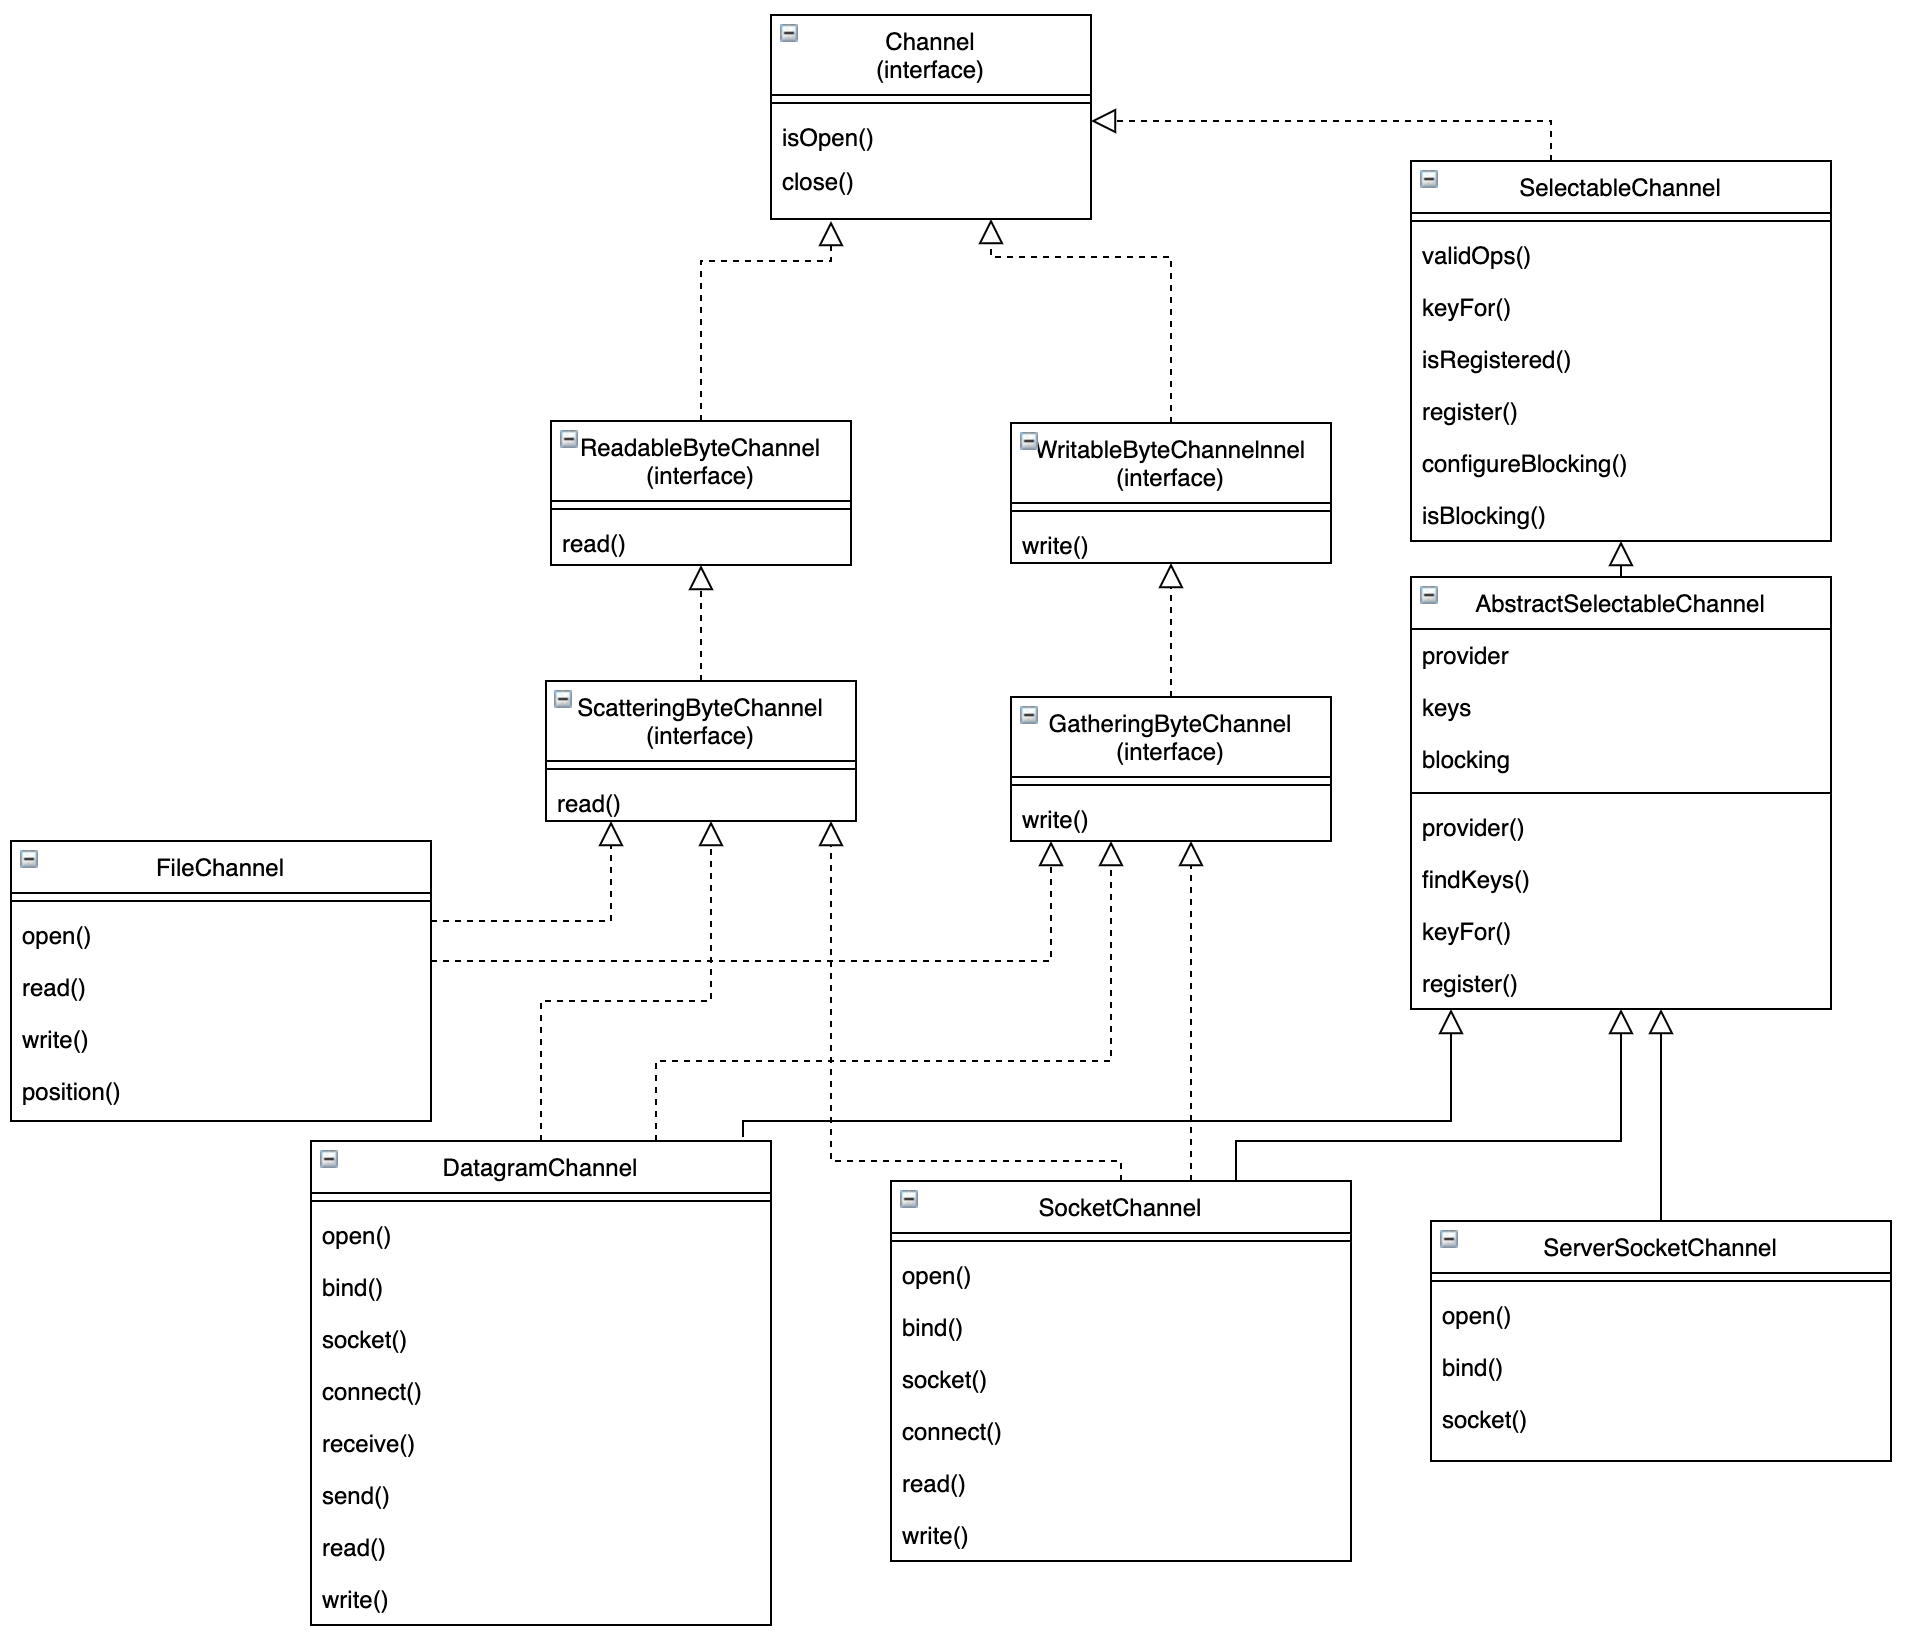 Channel
(interface)
isOpen()
close()
SelectableChannel
validOps()
keyFor()
isRegistered()
register()
configureBlocking()
isBlocking()
ReadableByteChannel
(interface)
read()
WritableByteChannelnnel
(interface)
write()
AbstractSelectableChannel
provider
keys
blocking
provider()
findKeys()
keyFor()
register()
ScatteringByteChannel
(interface)
read()
GatheringByteChannel
(interface)
write()
FileChannel
open()
read()
write()
position()
DatagramChannel
open()
bind()
socket()
connect()
receive()
send()
read()
write()
SocketChannel
open()
bind()
socket()
connect()
read()
write()
ServerSocketChannel
open()
bind()
socket()